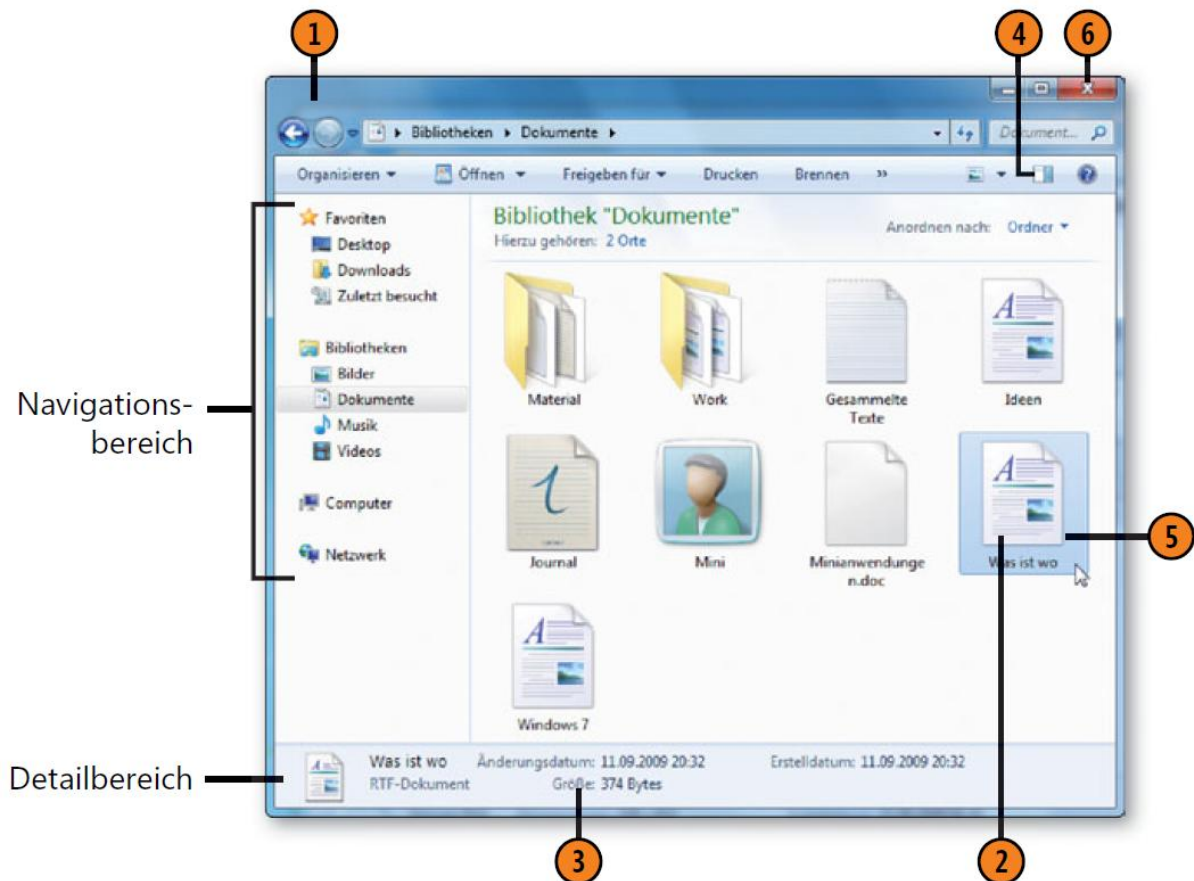 1
4
6
Bibliotheken Dokumente
Dokument...
Organisieren
Öffnen
Freigeben für
Drucken
Brennen
»
Favoriten
Desktop
Downloads
Zuletzt besucht
Bibliotheken
Bilder
Dokumente
Musik
Videos
Computer
Netzwerk
Navigations-
bereich
Bibliothek "Dokumente"
Hierzu gehören: 2 Orte
Anordnen nach: Ordner
Material
Work
Gesammelte
Texte
Ideen
Journal
Mini
Minianwendunge
n.doc
Was ist wo
5
Windows 7
Detailbereich
Was ist wo
RTF-Dokument
Änderungsdatum: 11.09.2009 20:32
Größe: 374 Bytes
Erstelldatum: 11.09.2009 20:32
3
2